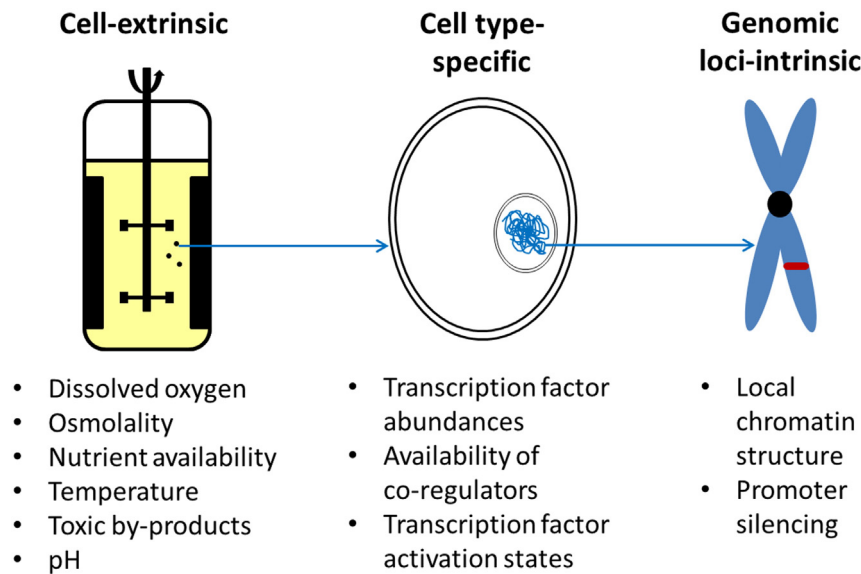 Cell-extrinsic
• Dissolved oxygen
• Osmolality
• Nutrient availability
• Temperature
• Toxic by-products
• pH
Cell type-
specific
• Transcription factor
abundances
• Availability of
co-regulators
• Transcription factor
activation states
Genomic
loci-intrinsic
• Local
chromatin
structure
• Promoter
silencing